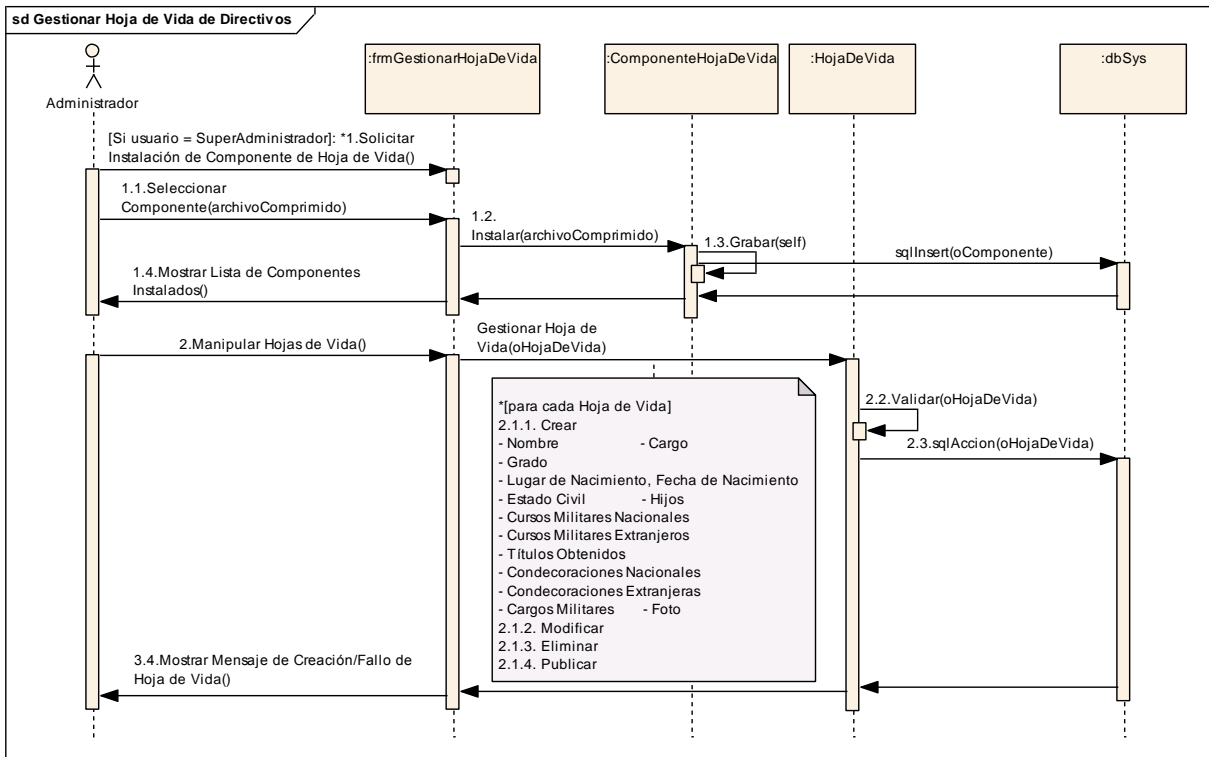 sd Gestionar Hoja de Vida de Directivos
Administrador
:frmGestionarHojaDeVida
:ComponenteHojaDeVida
:HojaDeVida
:dbSys
[Si usuario = SuperAdministrador]: *1.Solicitar
Instalación de Componente de Hoja de Vida()
1.1.Seleccionar
Componente(archivoComprimido)
1.2.
Instalar(archivoComprimido)
1.3.Grabar(self)
sqlInsert(oComponente)
1.4.Mostrar Lista de Componentes
Instalados()
2.Manipular Hojas de Vida()
Gestionar Hoja de
Vida(oHojaDeVida)
*[para cada Hoja de Vida]
2.1.1. Crear
- Nombre - Cargo
- Grado
- Lugar de Nacimiento, Fecha de Nacimiento
- Estado Civil - Hijos
- Cursos Militares Nacionales
- Cursos Militares Extranjeros
- Títulos Obtenidos
- Condecoraciones Nacionales
- Condecoraciones Extranjeras
- Cargos Militares - Foto
2.1.2. Modificar
2.1.3. Eliminar
2.1.4. Publicar
2.2.Validar(oHojaDeVida)
2.3.sqlAccion(oHojaDeVida)
3.4.Mostrar Mensaje de Creación/Fallo de
Hoja de Vida()